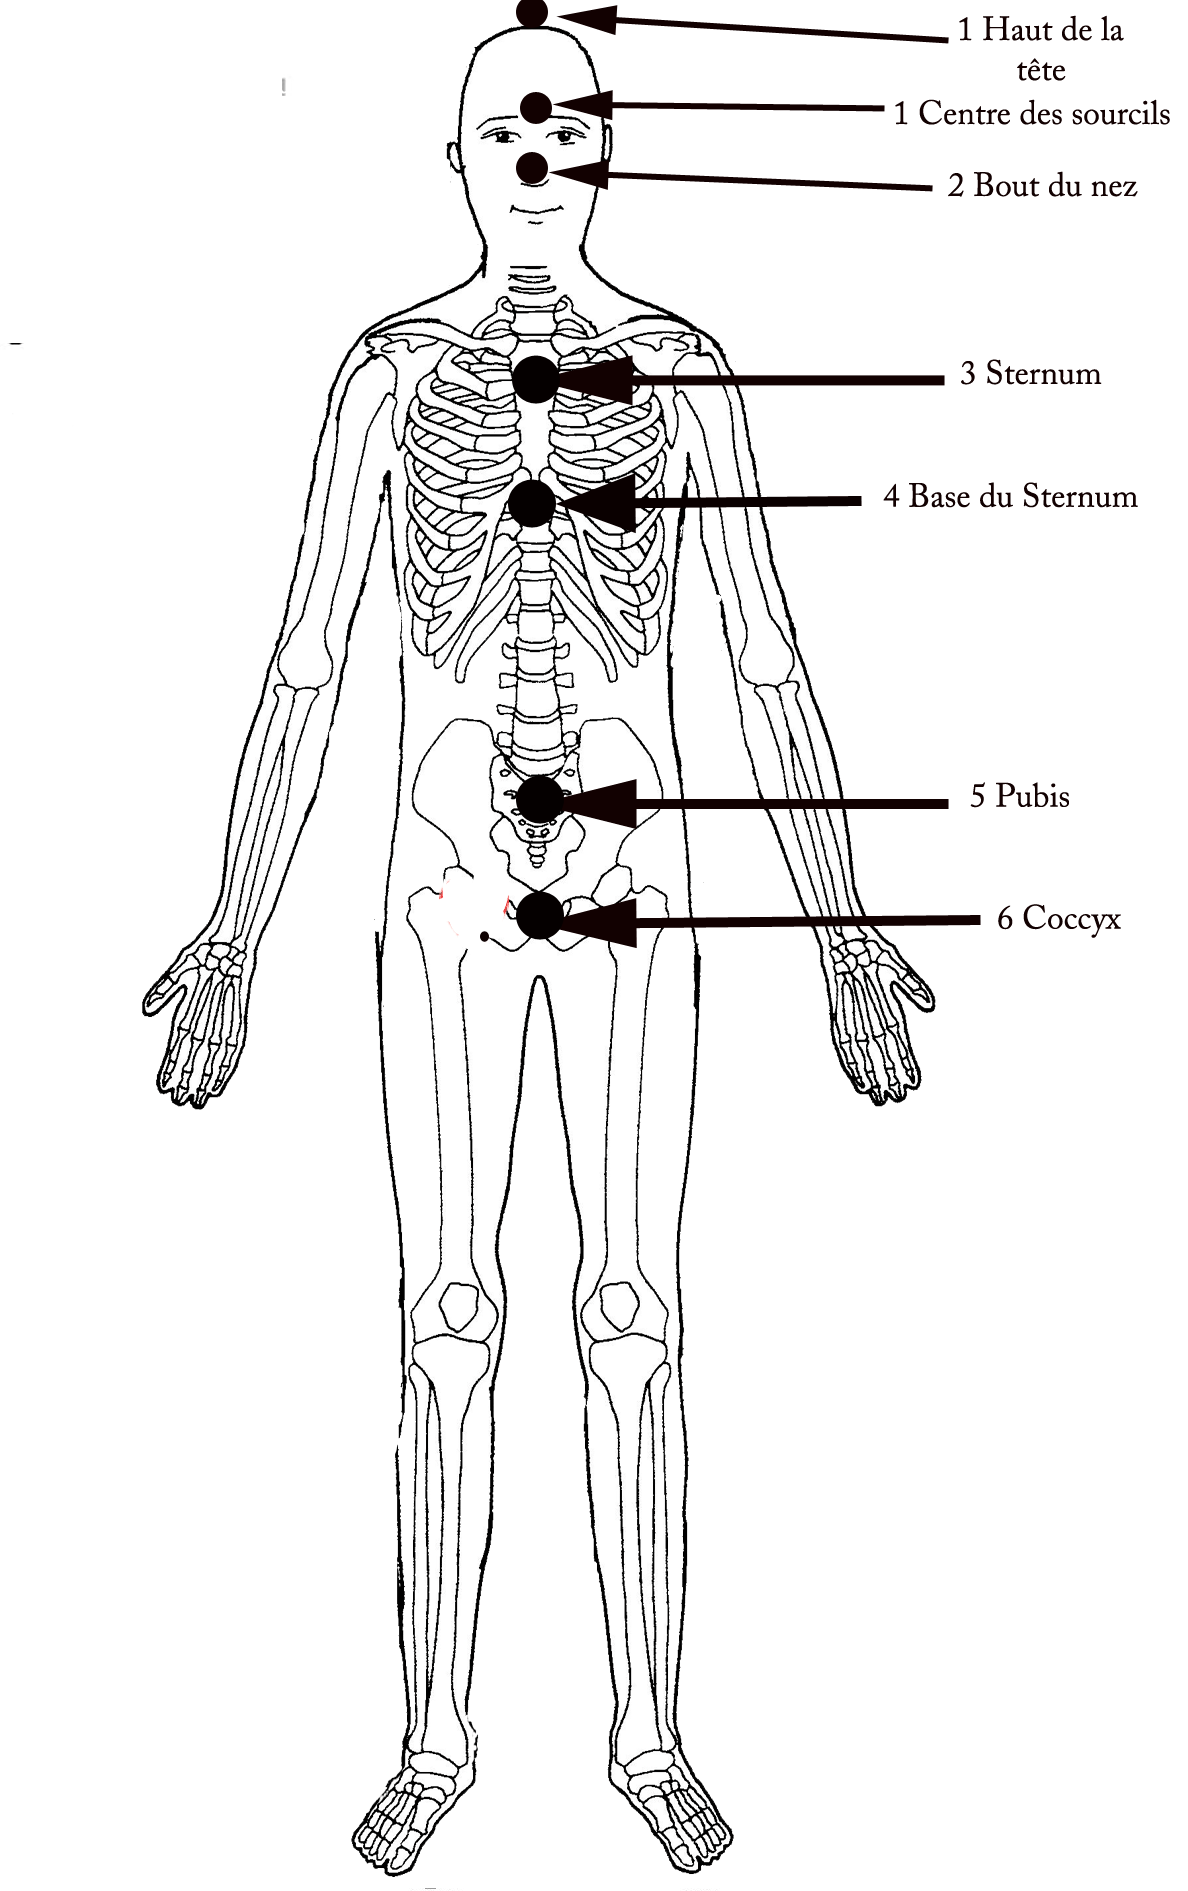 1 Haut de la
tête
1 Centre des sourcils
2 Bout du nez
3 Sternum
4 Base du Sternum
5 Pubis
6 Coccyx